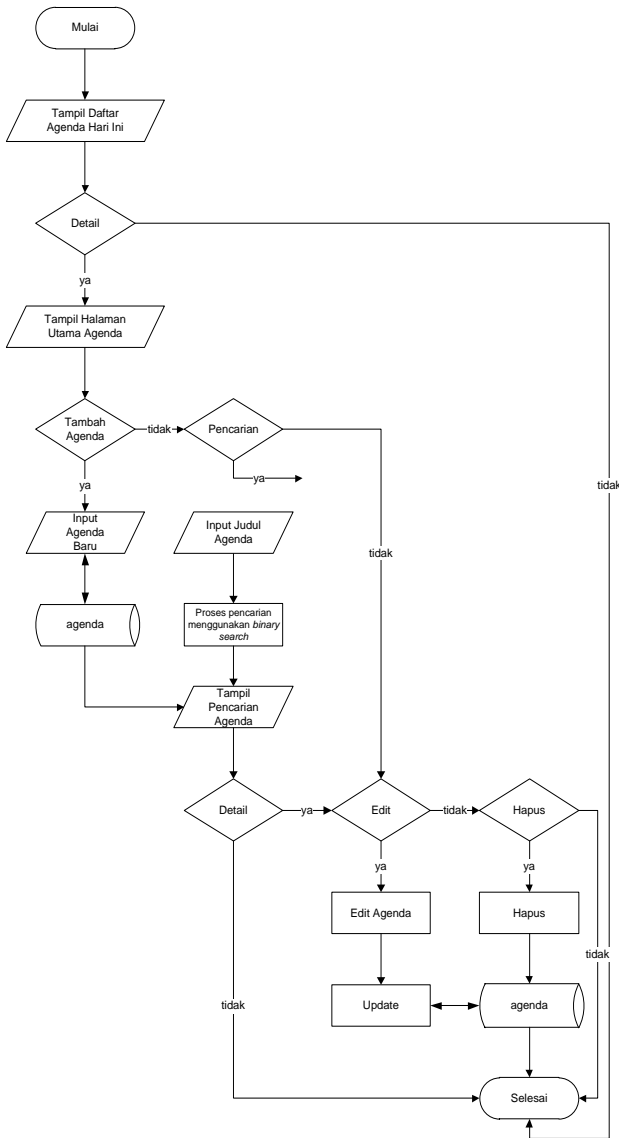 Mulai
Tampil Daftar
Agenda Hari Ini
Detail
ya
Tampil Halaman
Utama Agenda
Tambah
Agenda
tidak
Pencarian
ya
ya
tidak
Input
Agenda
Baru
Input Judul
Agenda
tidak
agenda
Proses pencarian
menggunakan binary
search
Tampil
Pencarian
Agenda
Detail
ya
Edit
tidak
Hapus
ya
ya
Edit Agenda
Hapus
tidak
tidak
Update
agenda
Selesai